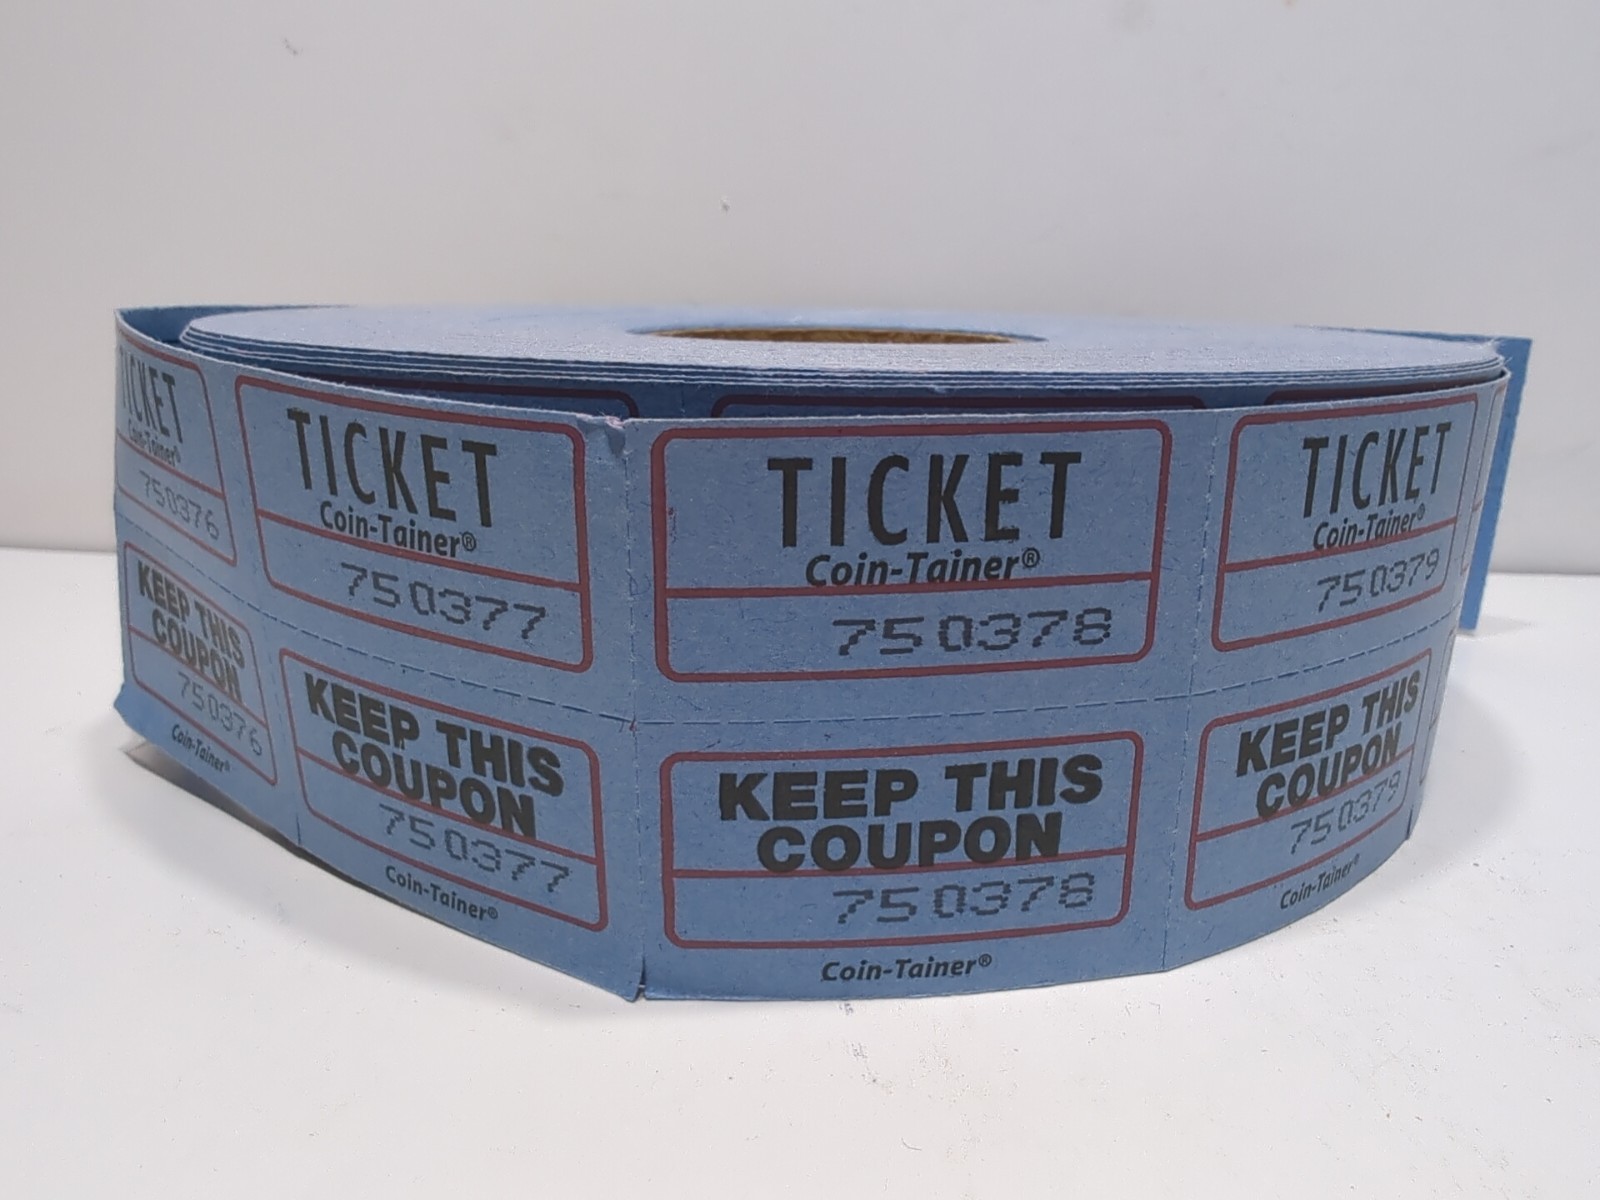 TICKET
Coin-Tainer®
750376
KEEP THIS
COUPON
750376
Coin-Tainer®
TICKET
Coin-Tainer®
750377
KEEP THIS
COUPON
750377
Coin-Tainer®
TICKET
Coin-Tainer®
750378
KEEP THIS
COUPON
750378
Coin-Tainer®
TICKET
Coin-Tainer®
750379
KEEP THIS
COUPON
750379
Coin-Tainer®